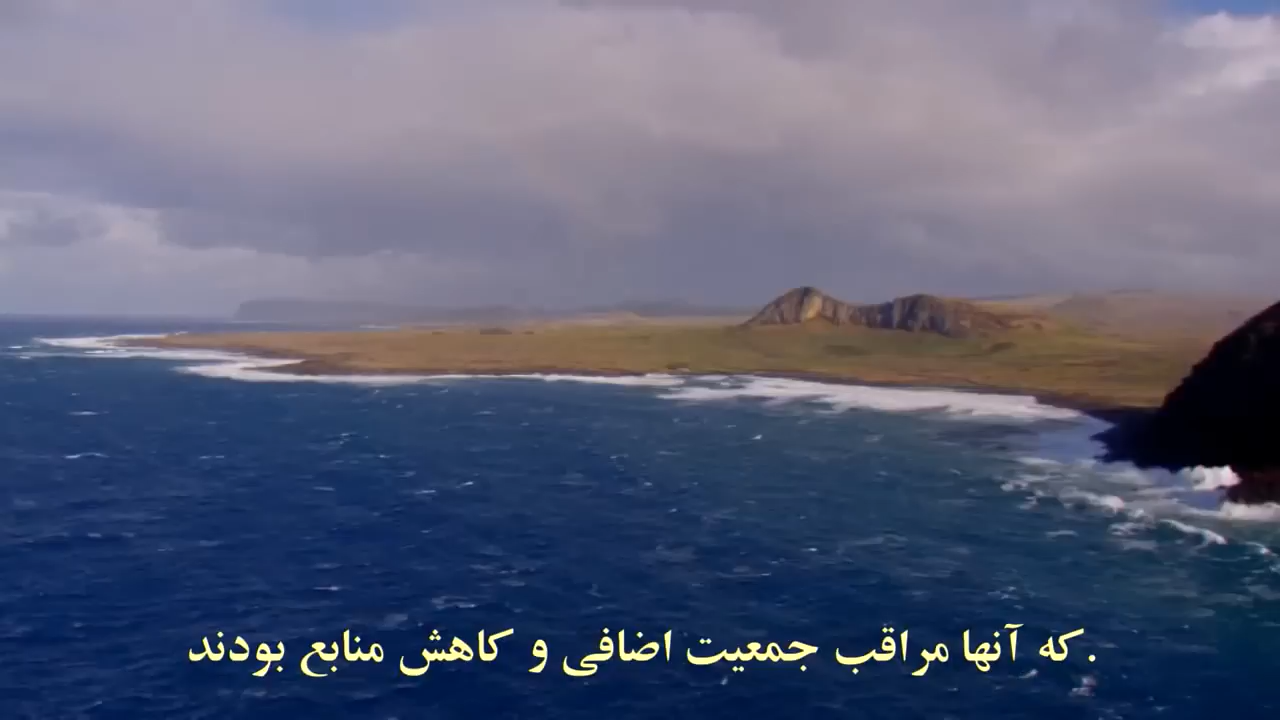 که آنها مراقب جمعیت اضافی و کاهش منابع بودند.